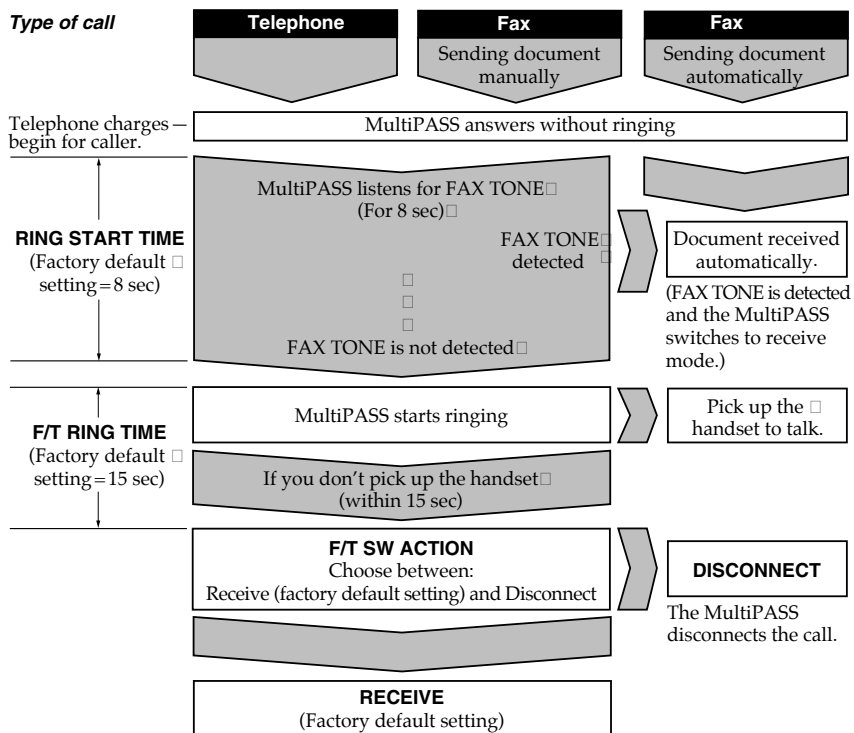 Type of call
Telephone
Fax
Fax
Sending document
manually
Sending document
automatically
Telephone charges—
begin for caller.
MultiPASS answers without ringing
MultiPASS listens for FAX TONE□
(For 8 sec)□
FAX TONE□
detected □
□
□
□
FAX TONE is not detected□
RING START TIME
(Factory default □
setting=8 sec)
Document received
automatically.
(FAX TONE is detected
and the MultiPASS
switches to receive
mode.)
F/T RING TIME
(Factory default □
setting=15 sec)
MultiPASS starts ringing
Pick up the □
handset to talk.
If you don't pick up the handset□
(within 15 sec)
F/T SW ACTION
Choose between:
Receive (factory default setting) and Disconnect
DISCONNECT
The MultiPASS
disconnects the call.
RECEIVE
(Factory default setting)